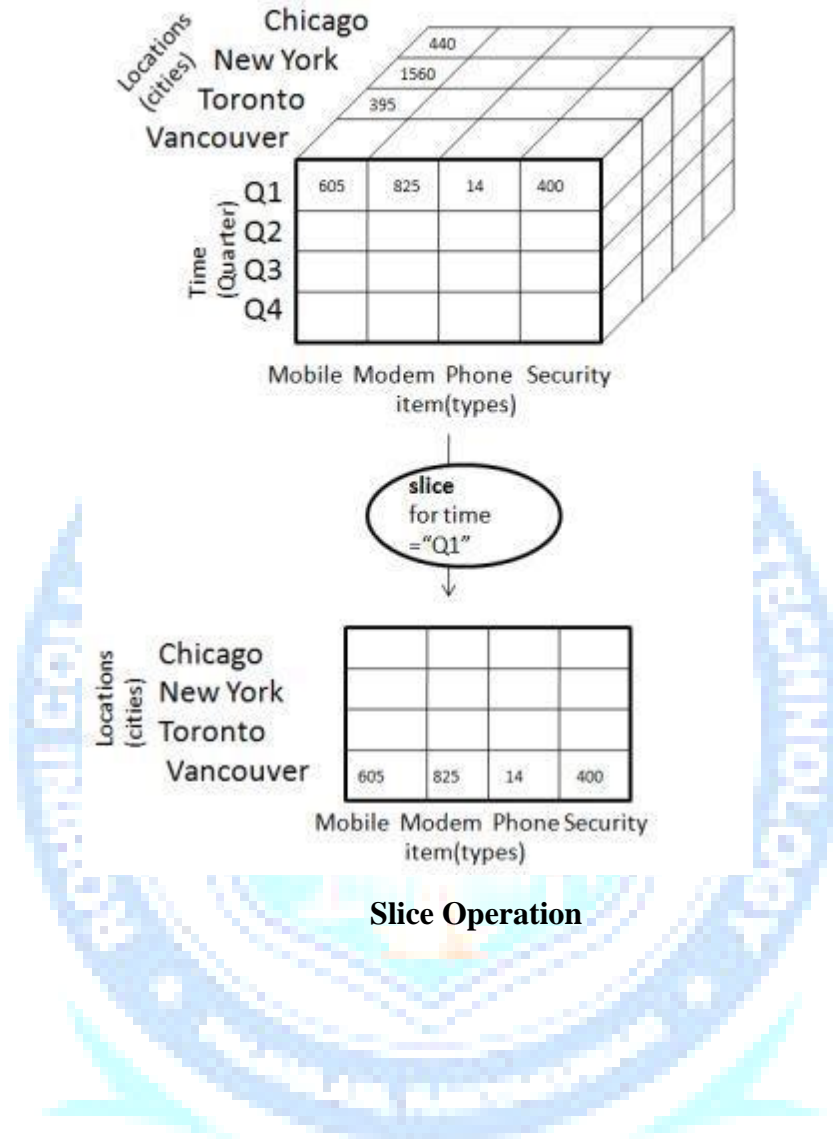 Chicago
New York
Toronto
Vancouver
Locations
(cities)
440
1560
395
Q1 605 825 14 400
Q2
Q3
Q4
Time
(Quarter)
Mobile Modem Phone Security
item(types)
slice
for time
="Q1"
Locations
(cities)
Chicago
New York
Toronto
Vancouver 605 825 14 400
Mobile Modem Phone Security
item(types)
Slice Operation